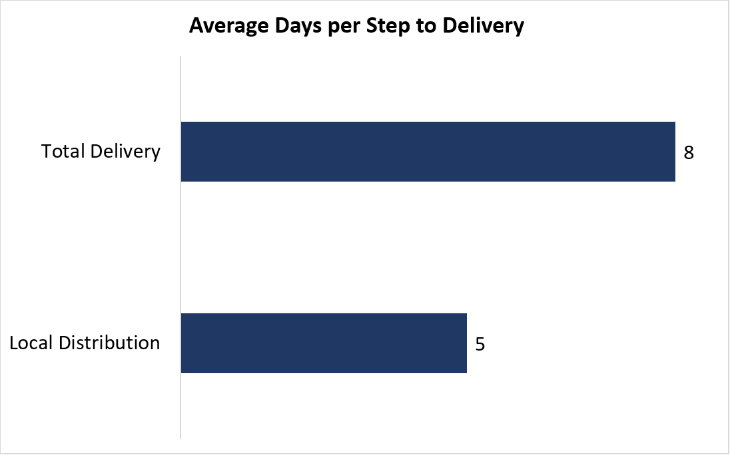 Average Days per Step to Delivery
Total Delivery
8
Local Distribution
5